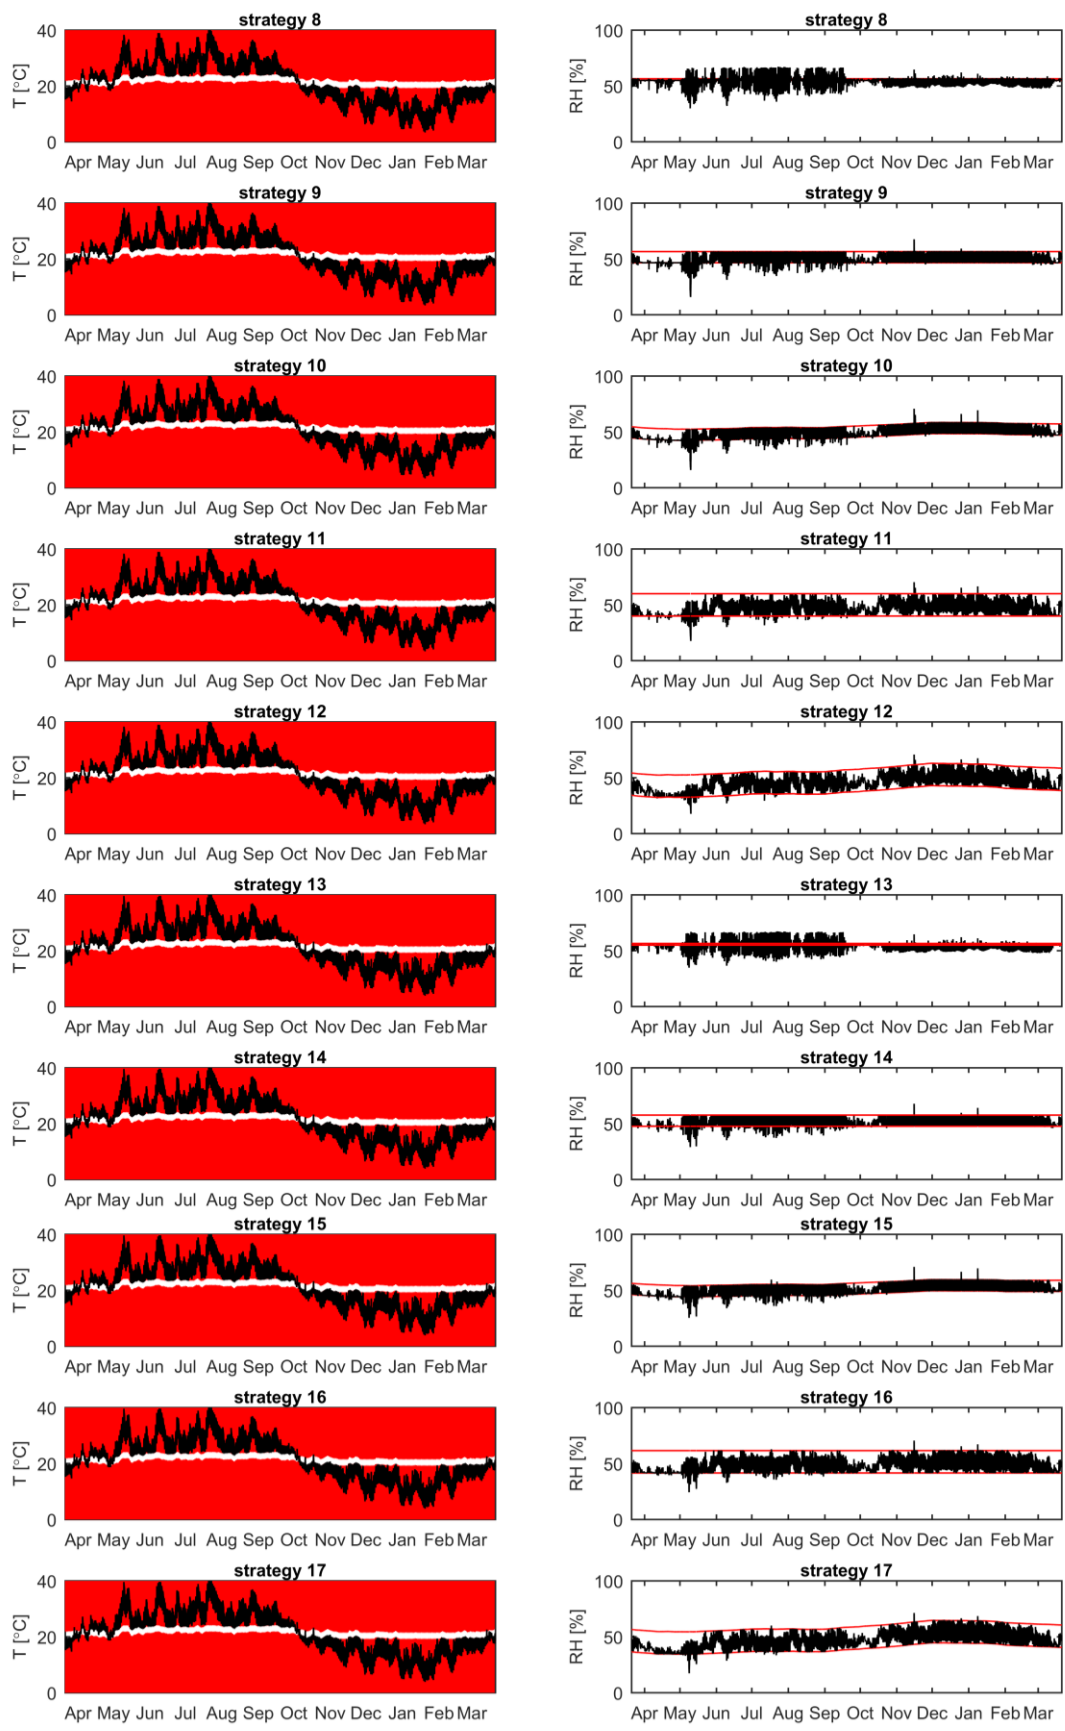 strategy 8
40
20
0
T [°C]
Apr May Jun Jul Aug Sep Oct Nov Dec Jan Feb Mar
strategy 8
100
50
0
RH [%]
Apr May Jun Jul Aug Sep Oct Nov Dec Jan Feb Mar
strategy 9
40
20
0
T [°C]
Apr May Jun Jul Aug Sep Oct Nov Dec Jan Feb Mar
strategy 9
100
50
0
RH [%]
Apr May Jun Jul Aug Sep Oct Nov Dec Jan Feb Mar
strategy 10
40
20
0
T [°C]
Apr May Jun Jul Aug Sep Oct Nov Dec Jan Feb Mar
strategy 10
100
50
0
RH [%]
Apr May Jun Jul Aug Sep Oct Nov Dec Jan Feb Mar
strategy 11
40
20
0
T [°C]
Apr May Jun Jul Aug Sep Oct Nov Dec Jan Feb Mar
strategy 11
100
50
0
RH [%]
Apr May Jun Jul Aug Sep Oct Nov Dec Jan Feb Mar
strategy 12
40
20
0
T [°C]
Apr May Jun Jul Aug Sep Oct Nov Dec Jan Feb Mar
strategy 12
100
50
0
RH [%]
Apr May Jun Jul Aug Sep Oct Nov Dec Jan Feb Mar
strategy 13
40
20
0
T [°C]
Apr May Jun Jul Aug Sep Oct Nov Dec Jan Feb Mar
strategy 13
100
50
0
RH [%]
Apr May Jun Jul Aug Sep Oct Nov Dec Jan Feb Mar
strategy 14
40
20
0
T [°C]
Apr May Jun Jul Aug Sep Oct Nov Dec Jan Feb Mar
strategy 14
100
50
0
RH [%]
Apr May Jun Jul Aug Sep Oct Nov Dec Jan Feb Mar
strategy 15
40
20
0
T [°C]
Apr May Jun Jul Aug Sep Oct Nov Dec Jan Feb Mar
strategy 15
100
50
0
RH [%]
Apr May Jun Jul Aug Sep Oct Nov Dec Jan Feb Mar
strategy 16
40
20
0
T [°C]
Apr May Jun Jul Aug Sep Oct Nov Dec Jan Feb Mar
strategy 16
100
50
0
RH [%]
Apr May Jun Jul Aug Sep Oct Nov Dec Jan Feb Mar
strategy 17
40
20
0
T [°C]
Apr May Jun Jul Aug Sep Oct Nov Dec Jan Feb Mar
strategy 17
100
50
0
RH [%]
Apr May Jun Jul Aug Sep Oct Nov Dec Jan Feb Mar